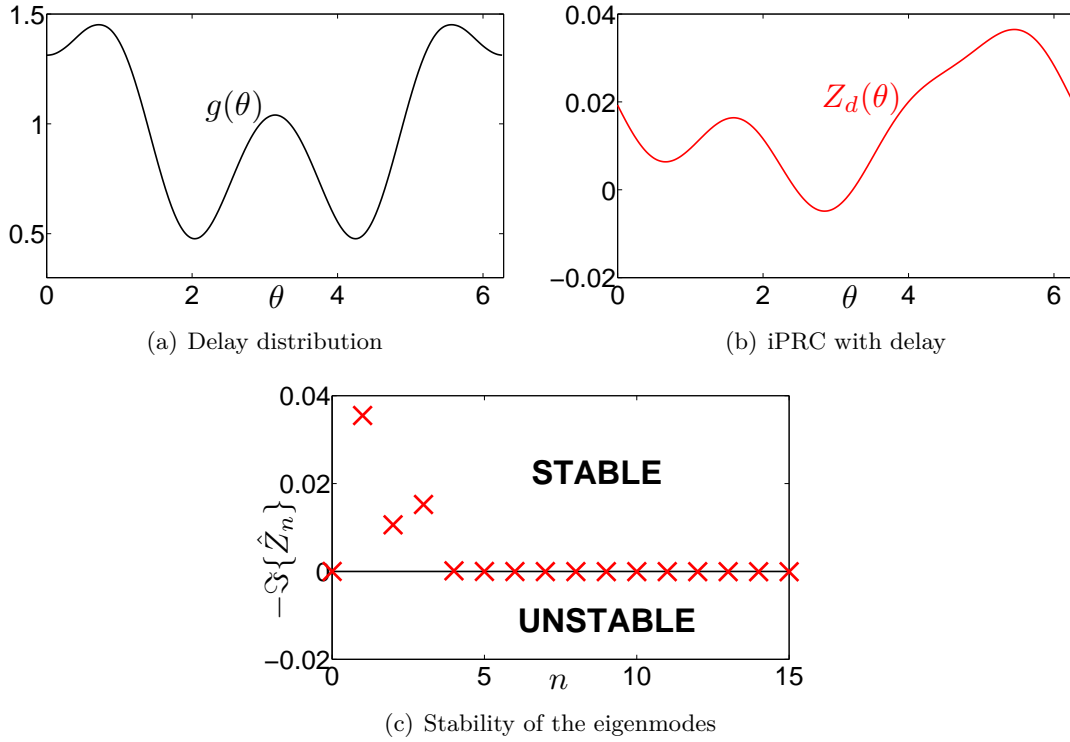 1.5
1
0.5
0
2
4
6
g(θ)
θ
(a) Delay distribution
0.04
0.02
0
−0.02
0
2
4
6
Z_d(θ)
θ
(b) iPRC with delay
0.04
0.02
0
−0.02
0
5
10
15
−ℑ{Ẑ_n}
STABLE
UNSTABLE
n
(c) Stability of the eigenmodes